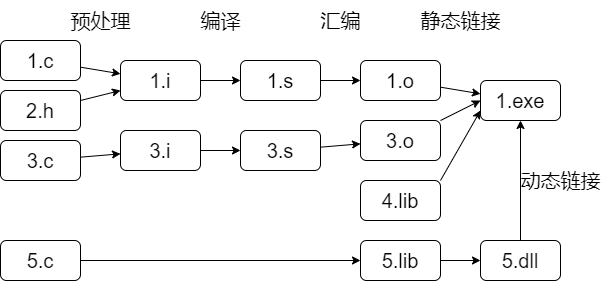 预处理 编译 汇编 静态链接
1.c
1.i 1.s 1.o
2.h
1.exe
3.c 3.i 3.s 3.o
4.lib
动态链接
5.c 5.lib 5.dll